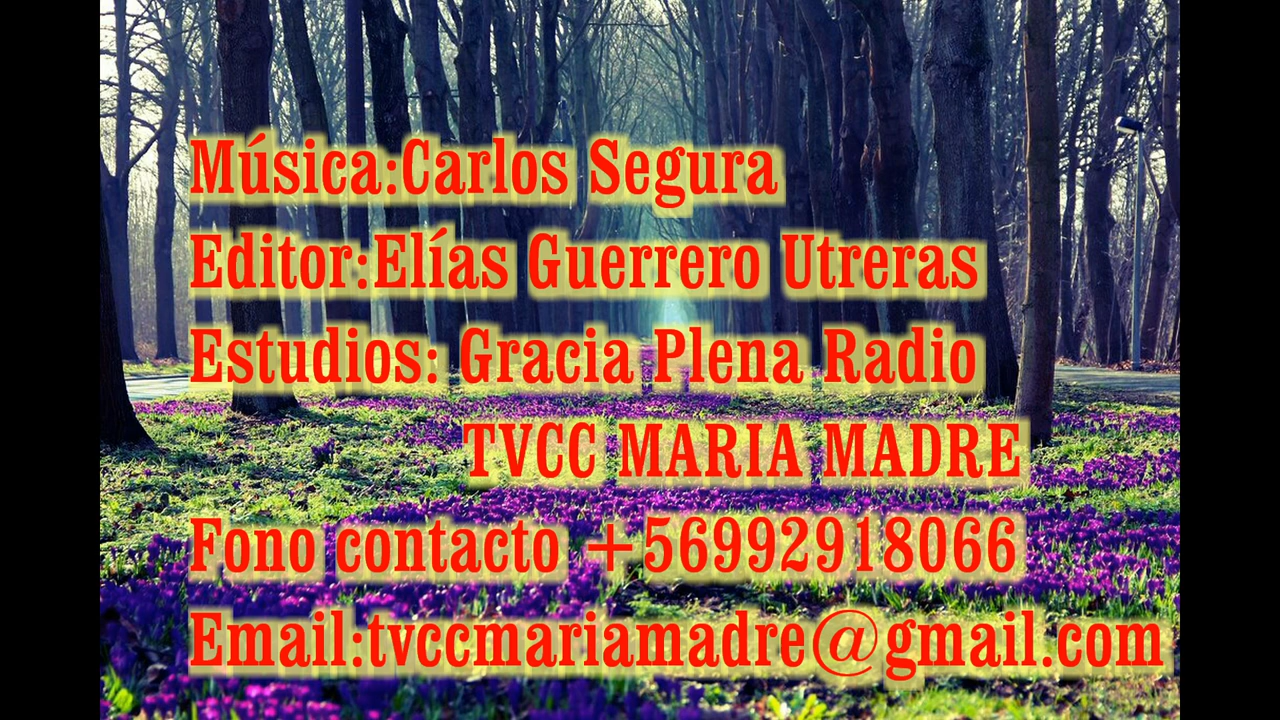 Música:Carlos Segura
Editor:Elías Guerrero Utreras
Estudios: Gracia Plena Radio
TVCC MARIA MADRE
Fono contacto +56992918066
Email:tvccmariamadre@gmail.com